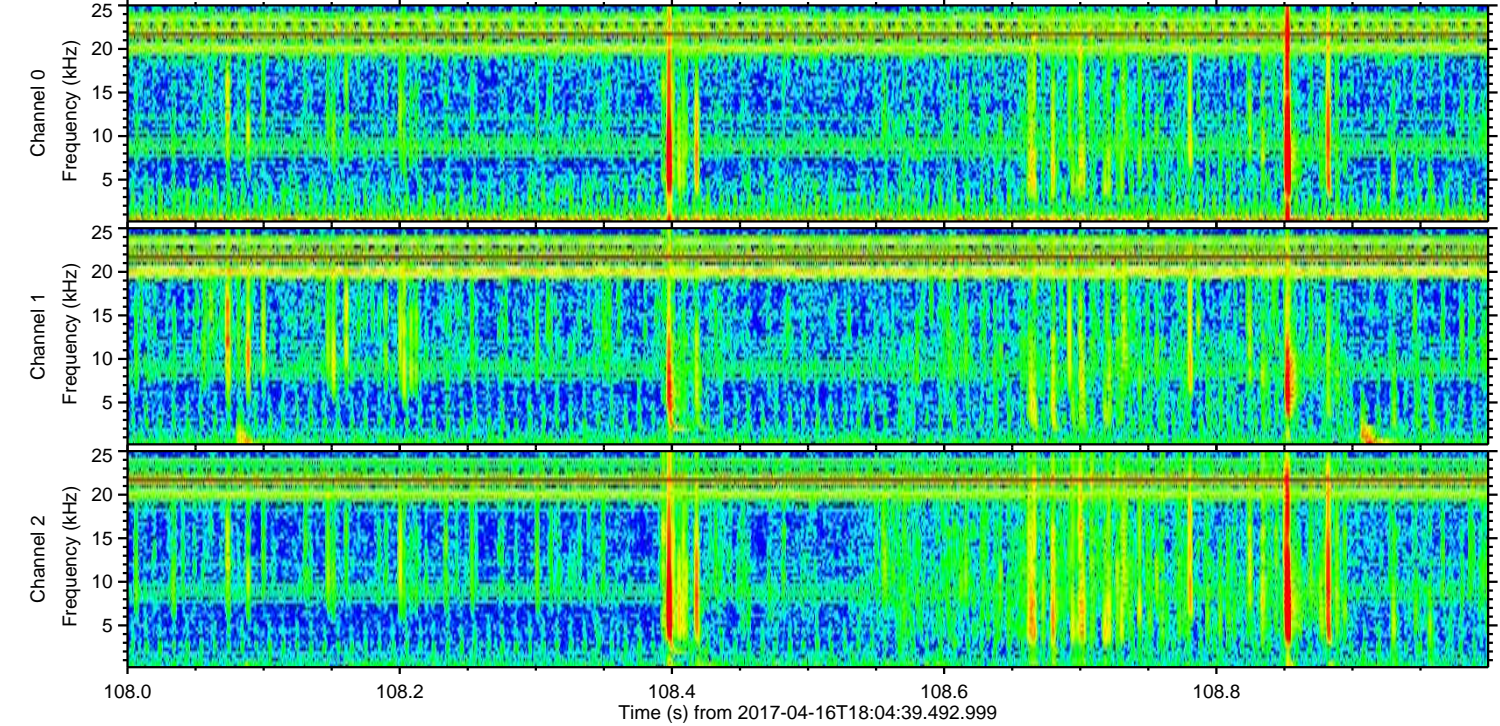 Channel 0
Frequency (kHz)
25
20
15
10
5
Channel 1
Frequency (kHz)
25
20
15
10
5
Channel 2
Frequency (kHz)
25
20
15
10
5
108.0 108.2 108.4 108.6 108.8
Time (s) from 2017-04-16T18:04:39.492.999